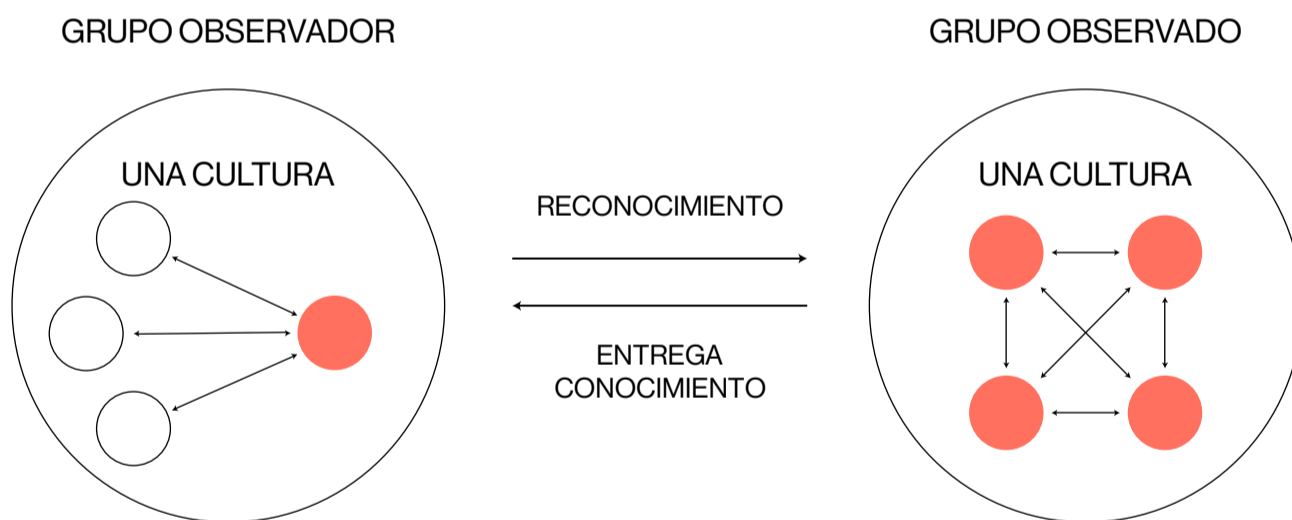 GRUPO OBSERVADOR
GRUPO OBSERVADO
UNA CULTURA
UNA CULTURA
RECONOCIMIENTO
ENTREGA
CONOCIMIENTO